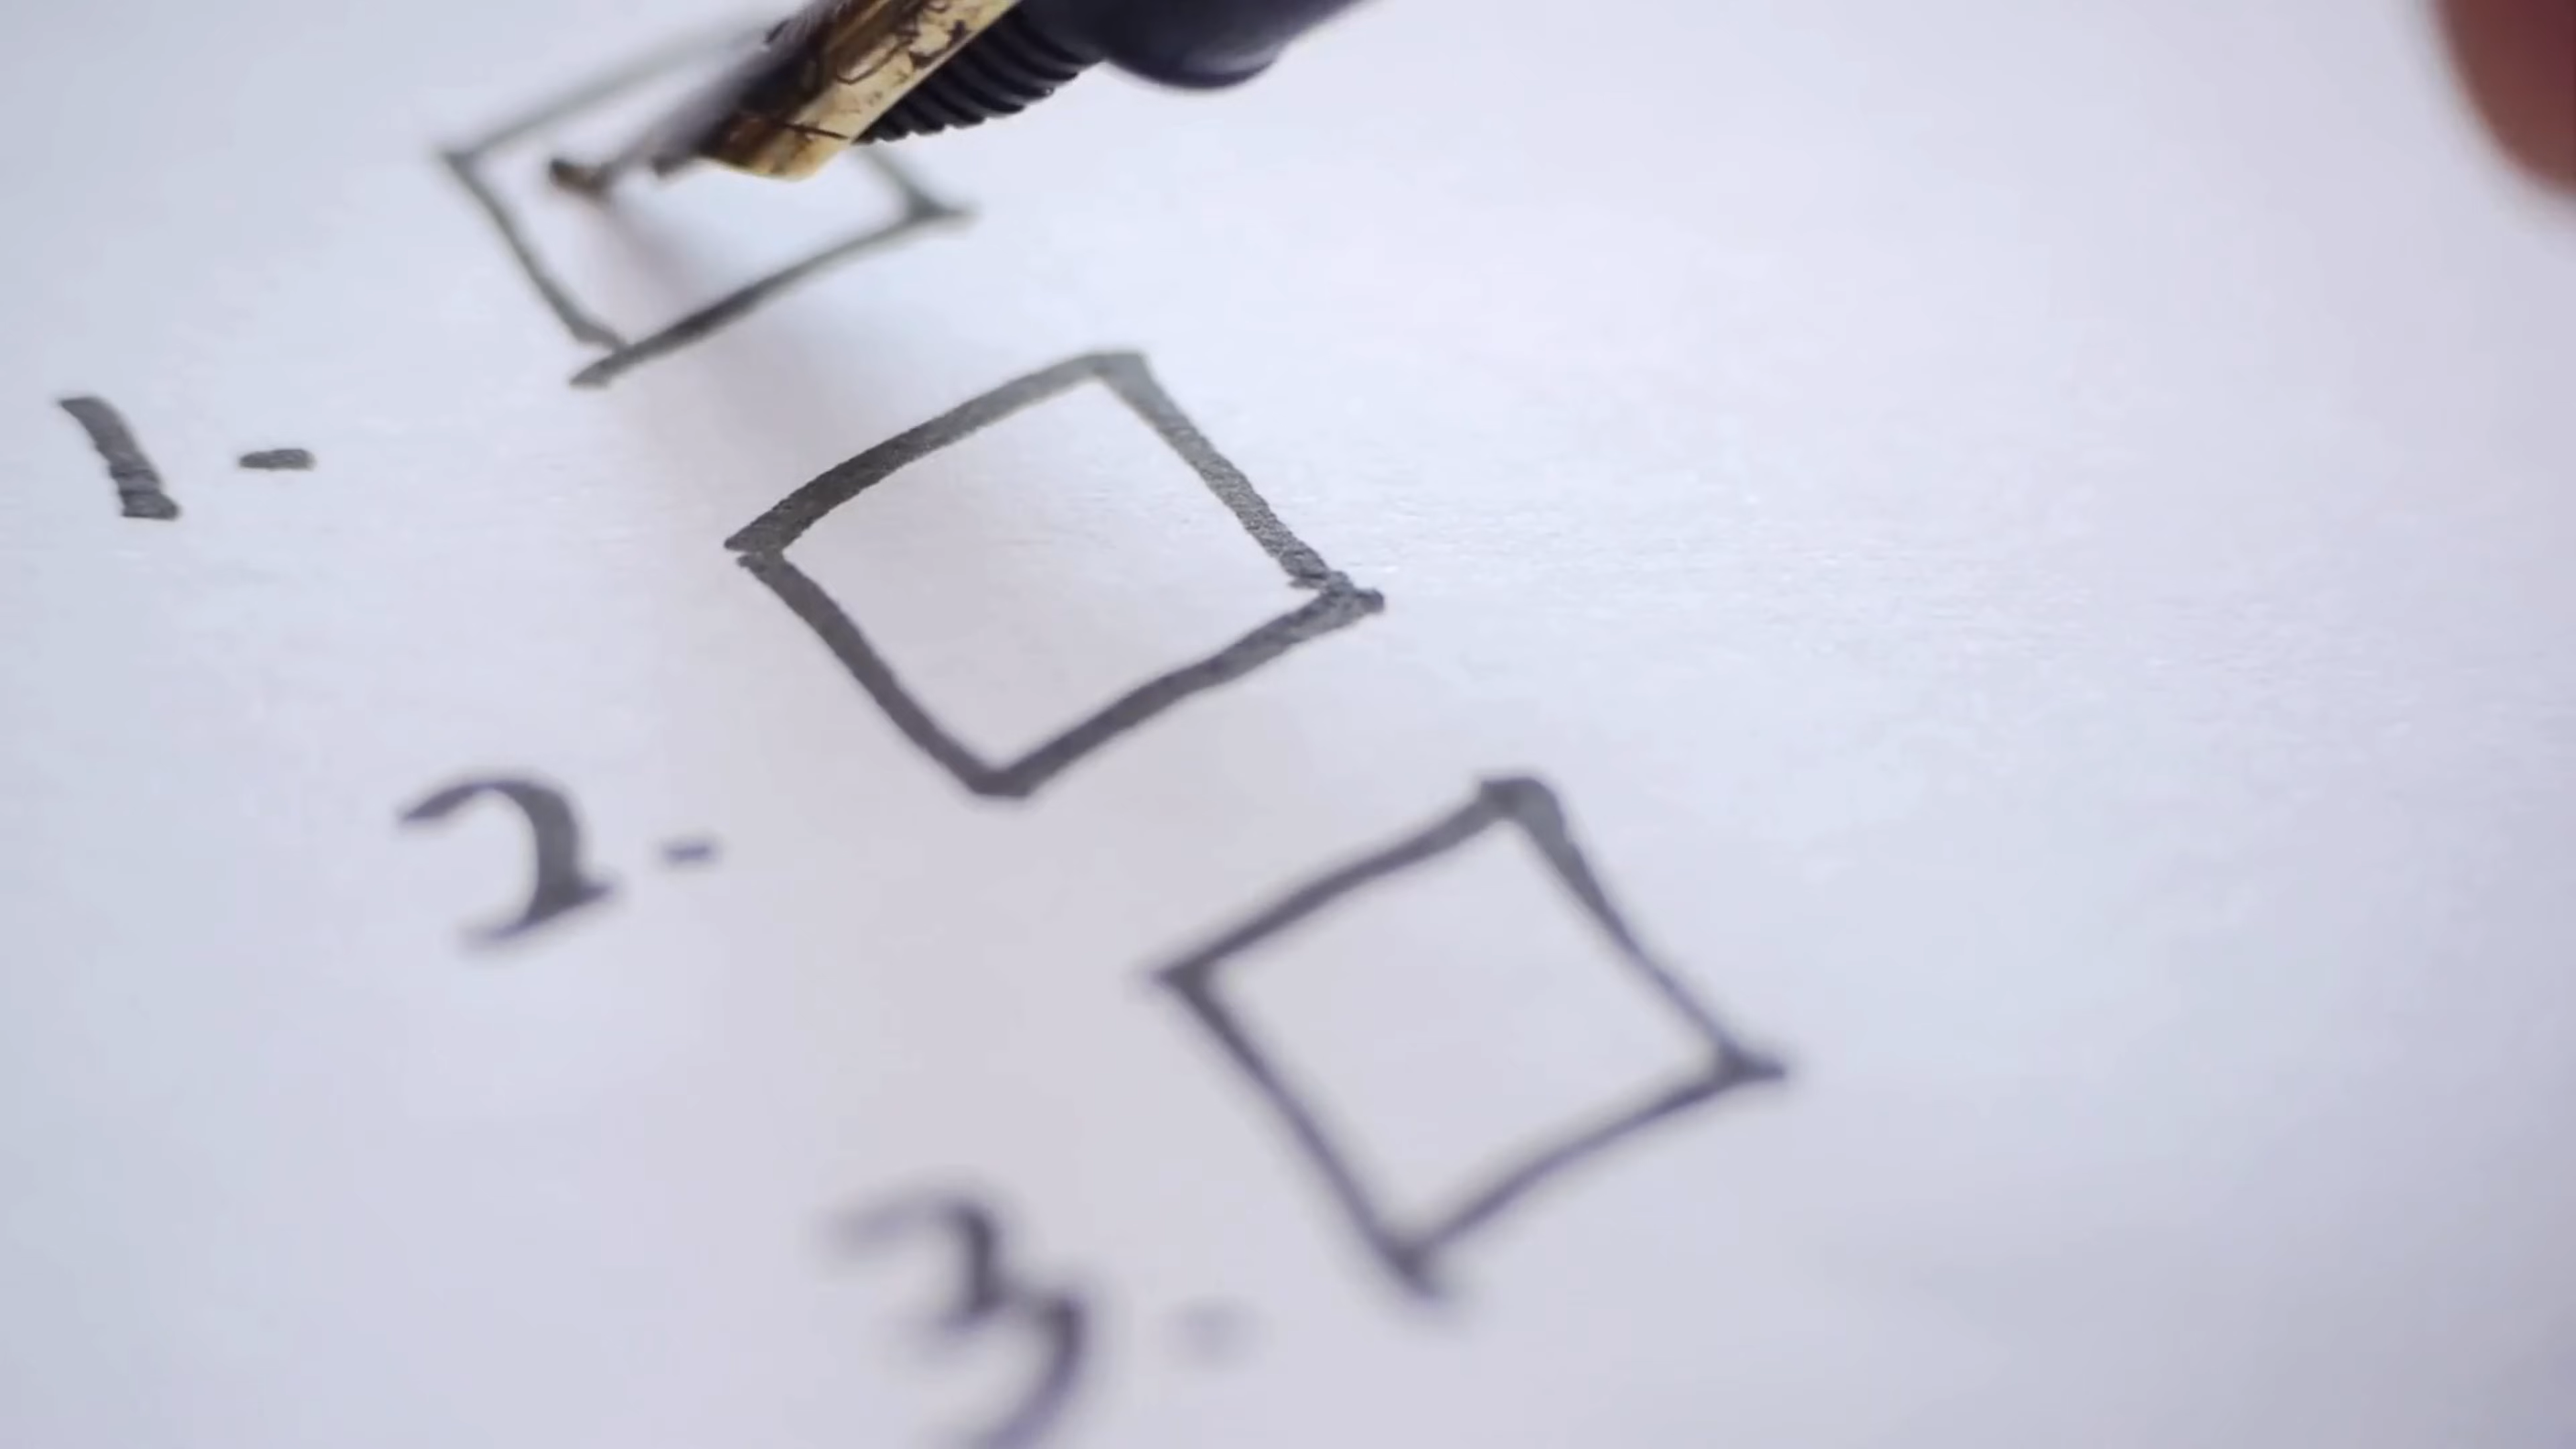 1- □
2- □
3- □